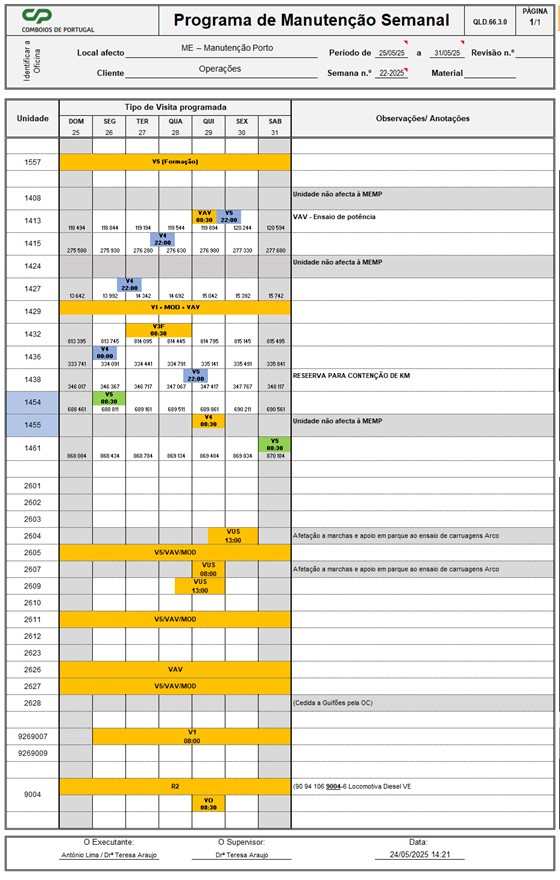 CP
COMBOIOS DE PORTUGAL
Programa de Manutenção Semanal
QLD.66.3.0
PÁGINA
1/1
Identificar a Oficina
Local afecto
ME – Manutenção Porto
Periodo de
25/05/25
a
31/05/25
Revisão n.º
Cliente
Operações
Semana n.º
22-2025
Material
Unidade
Tipo de Visita programada
Observações/ Anotações
DOM SEG TER QUA QUI SEX SAB
25 26 27 28 29 30 31
1557
V5 (Formação)
1408
Unidade não afecta à MEMP
1413
VAV 08:30
V5 22:00
VAV - Ensaio de potência
118 494 118 844 119 194 119 544 119 894 120 244 120 594
1415
V4 22:00
275 580 275 930 276 280 276 630 276 980 277 330 277 680
1424
Unidade não afecta à MEMP
1427
V4 22:00
13 642 13 992 14 342 14 692 15 042 15 392 15 742
1429
V1 + MOD + VAV
1432
V3F 08:30
813 395 813 745 814 095 814 445 814 795 815 145 815 495
1436
V4 00:00
333 741 334 091 334 441 334 791 335 141 335 491 335 841
1438
V5 22:00
RESEERVA PARA CONTENÇÃO DE KM
346 017 346 367 346 717 347 067 347 417 347 767 348 117
1454
V5 08:30
688 461 688 811 689 161 689 511 689 861 690 211 690 561
1455
V4 08:30
Unidade não afecta à MEMP
1461
V5 08:30
868 084 868 434 868 784 869 134 869 484 869 834 870 184
2601
2602
2603
2604
VUS 13:00
Afetação a marchas e apoio em parque ao ensaio de carruagens Arco
2605
V5/VAV/MOD
2607
VUS 08:00
Afetação a marchas e apoio em parque ao ensaio de carruagens Arco
2609
VUS 13:00
2610
2611
V5/VAV/MOD
2612
2623
2626
VAV
2627
V5/VAV/MOD
2628
(Cedida a Guifões pela OC)
9269007
V1 08:00
9269009
9004
R2
(90 94 106 9004-6 Locomotiva Diesel VE
VO 08:30
O Executante:
O Supervisor:
Data:
António Lima / Drª Teresa Araujo
Drª Teresa Araujo
24/05/2025 14:21